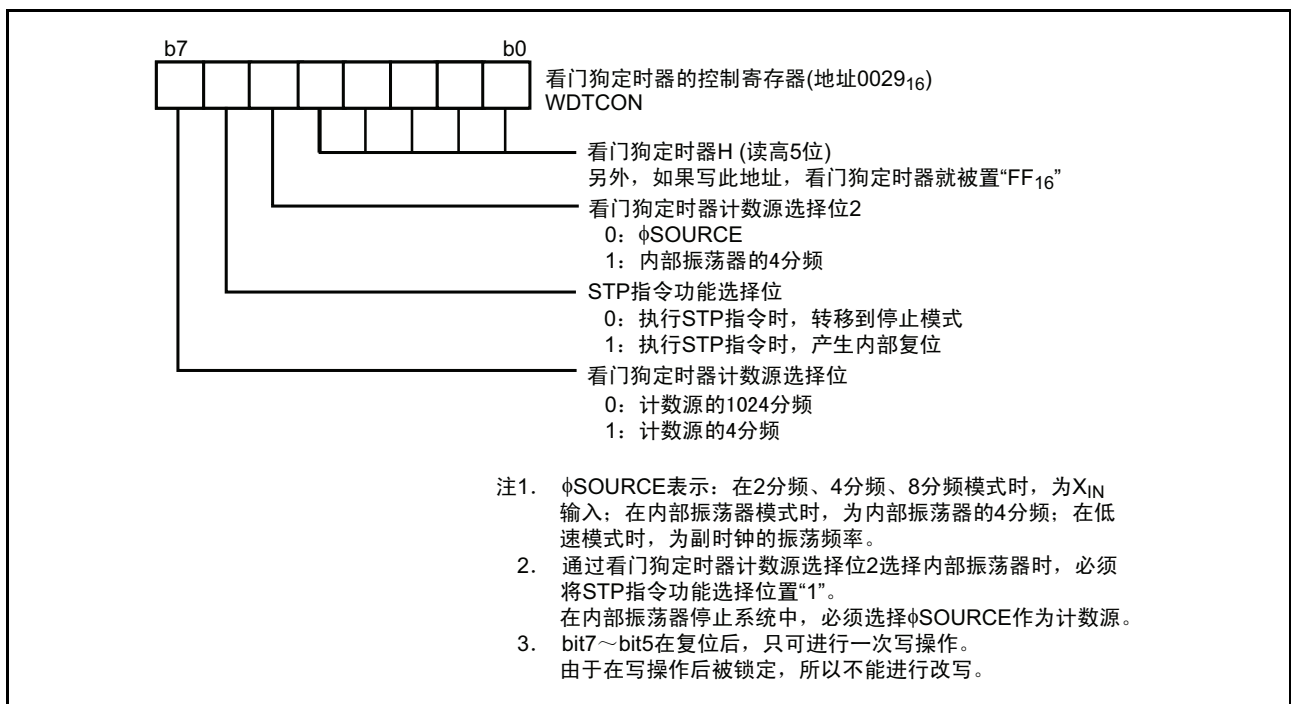 b7 b0
看门狗定时器的控制寄存器(地址0029₁₆)
WDTCON
看门狗定时器H (读高5位)
另外，如果写此地址，看门狗定时器就被置“FF₁₆”
看门狗定时器计数源选择位2
0：ϕSOURCE
1：内部振荡器的4分频
STP指令功能选择位
0：执行STP指令时，转移到停止模式
1：执行STP指令时，产生内部复位
看门狗定时器计数源选择位
0：计数源的1024分频
1：计数源的4分频
注1. ϕSOURCE表示：在2分频、4分频、8分频模式时，为X_IN
输入；在内部振荡器模式时，为内部振荡器的4分频；在低
速模式时，为副时钟的振荡频率。
2. 通过看门狗定时器计数源选择位2选择内部振荡器时，必须
将STP指令功能选择位置“1”。
在内部振荡器停止系统中，必须选择ϕSOURCE作为计数源。
3. bit7～bit5在复位后，只可进行一次写操作。
由于在写操作后被锁定，所以不能进行改写。